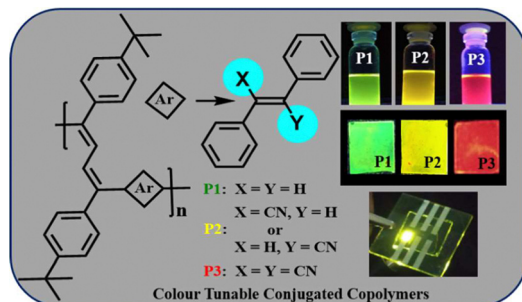 P1
P2
P3
X
Y
Ar
Ar
n
P1
P2
P3
P1: X = Y = H
X = CN, Y = H
P2: or
X = H, Y = CN
P3: X = Y = CN
Colour Tunable Conjugated Copolymers